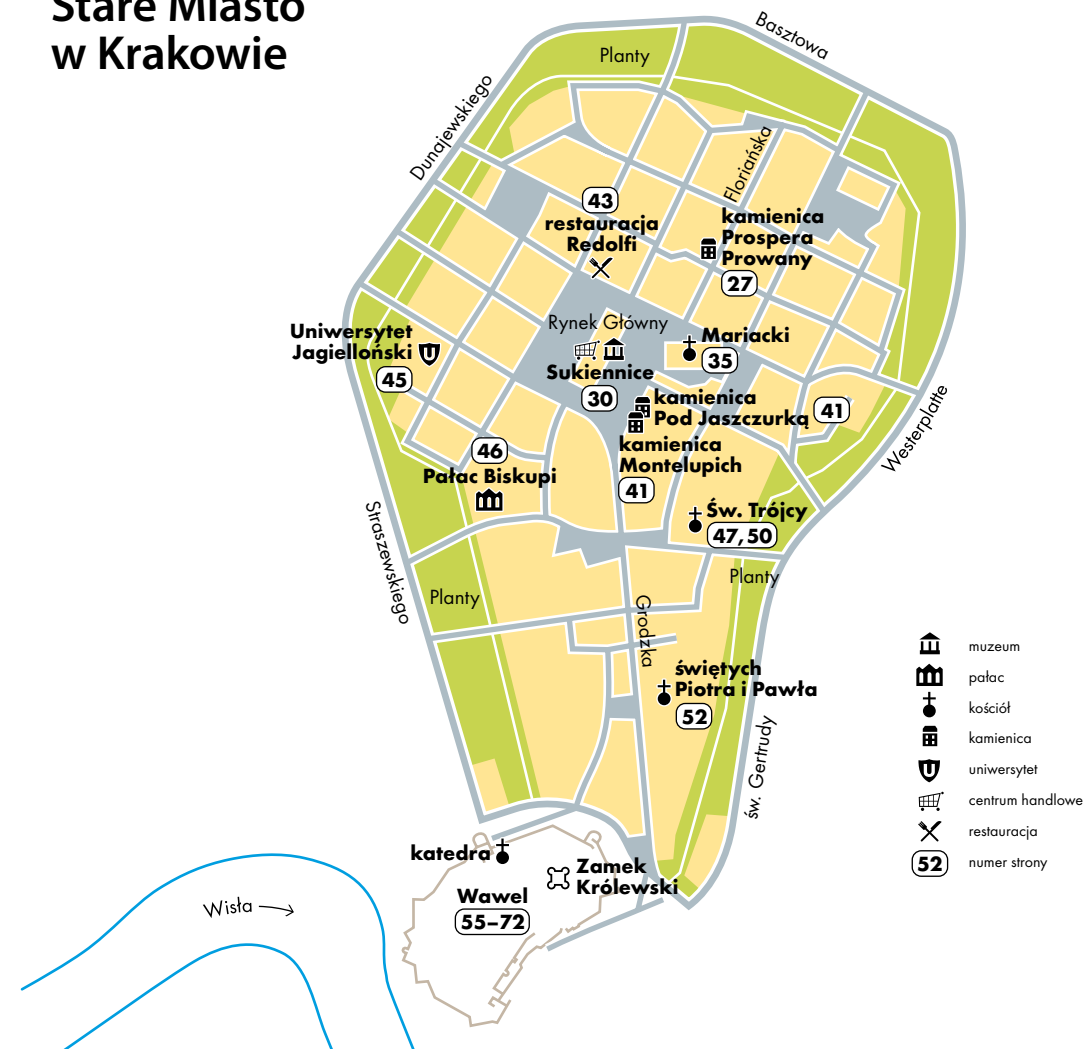 Stare Miasto
w Krakowie
Basztowa
Planty
Dunajewskiego
Floriańska
43
restauracja
Redolfi
kamienica
Prospera
Prowany
27
Rynek Główny
Uniwersytet
Jagielloński
45
Mariacki
35
Sukiennice
30
kamienica
Pod Jaszczurką
41
kamienica
Montelupich
41
Westerplatte
46
Pałac Biskupi
Św. Trójcy
47, 50
Straszewskiego
Planty
Planty
Grodzka
świętych
Piotra i Pawła
52
św. Gertrudy
muzeum
pałac
kościół
kamienica
uniwersytet
centrum handlowe
restauracja
52 numer strony
katedra
Zamek
Królewski
Wawel
55–72
Wisła